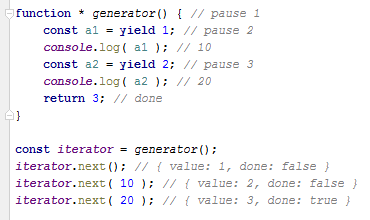 function * generator() { // pause 1
    const a1 = yield 1; // pause 2
    console.log( a1 ); // 10
    const a2 = yield 2; // pause 3
    console.log( a2 ); // 20
    return 3; // done
}

const iterator = generator();
iterator.next(); // { value: 1, done: false }
iterator.next( 10 ); // { value: 2, done: false }
iterator.next( 20 ); // { value: 3, done: true }